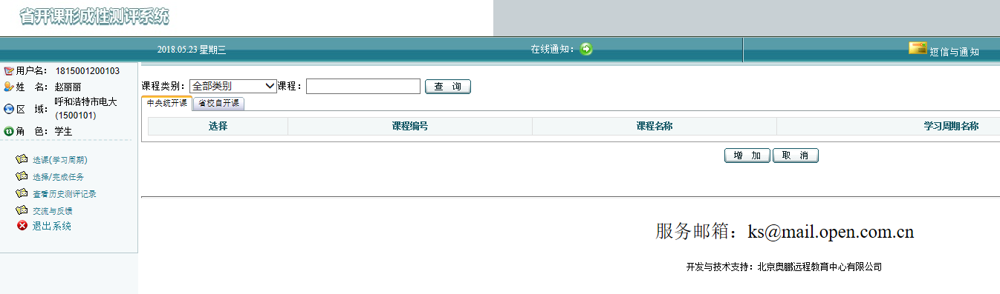 省开课形成性测评系统
2018.05.23 星期三 在线通知： 短信与通知
用户名： 1815001200103
姓 名： 赵丽丽
区 域： 呼和浩特市电大
(1500101)
角 色： 学生
选课(学习周期)
选择/完成任务
查看历史测评记录
交流与反馈
退出系统
课程类别： 全部类别 课程： 查 询
中央统开课 省校自开课
选择 课程编号 课程名称 学习周期名称
增 加 取 消
服务邮箱：ks@mail.open.com.cn
开发与技术支持：北京奥鹏远程教育中心有限公司